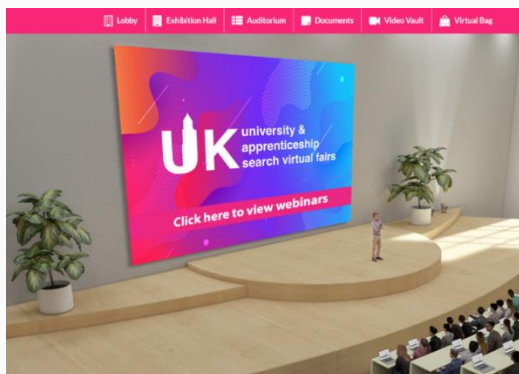 Lobby
Exhibition Hall
Auditorium
Documents
Video Vault
Virtual Bag
UK university &
apprenticeship
search virtual fairs
Click here to view webinars